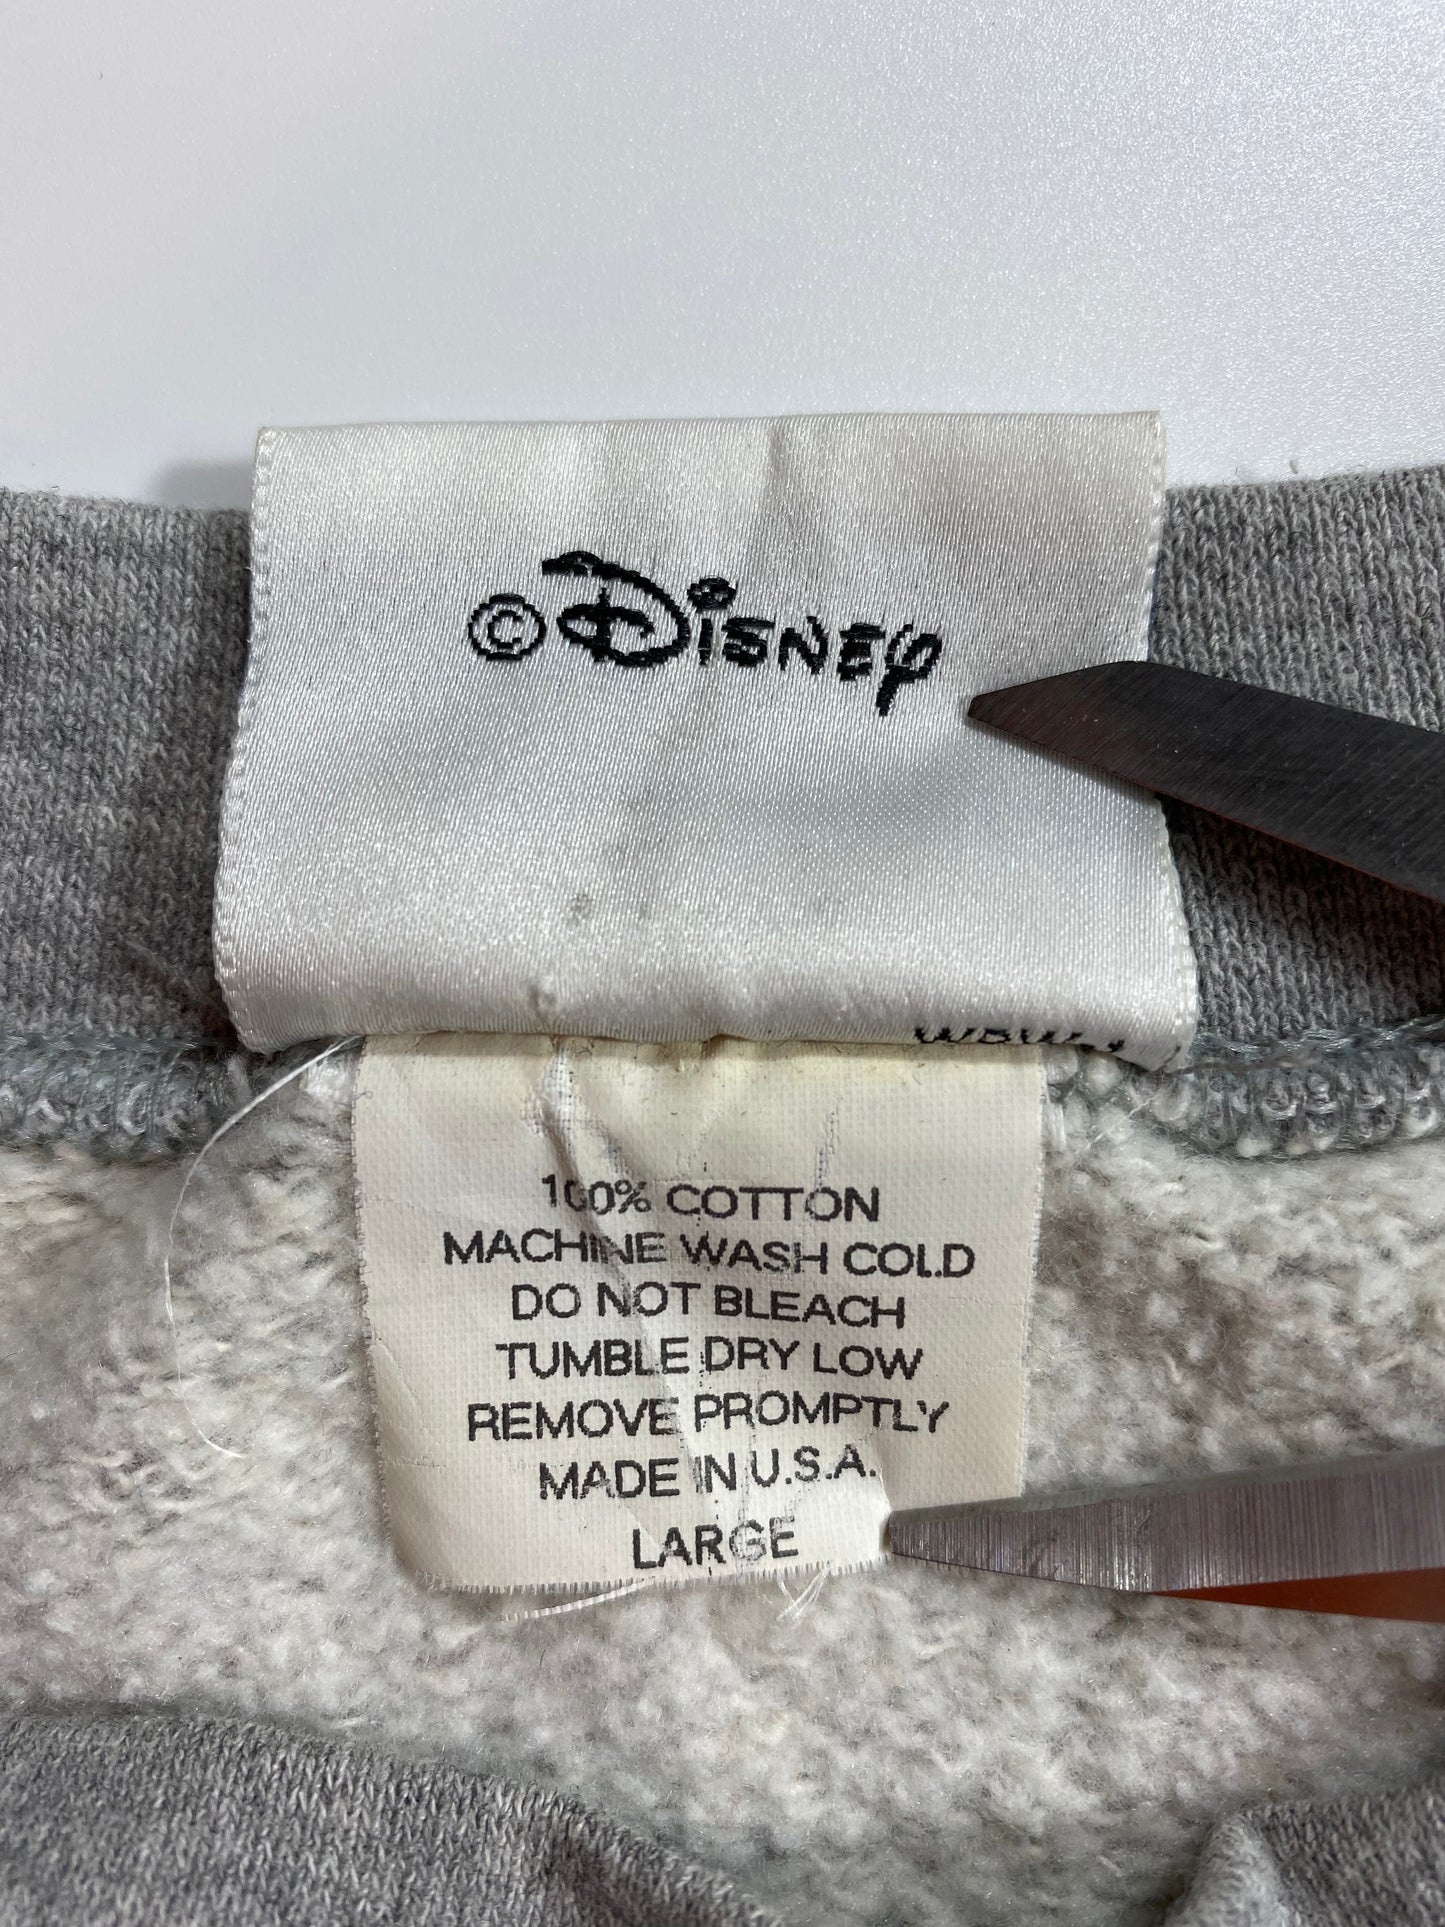 © Disney
100% COTTON
MACHINE WASH COLD
DO NOT BLEACH
TUMBLE DRY LOW
REMOVE PROMPTLY
MADE IN U.S.A.
LARGE